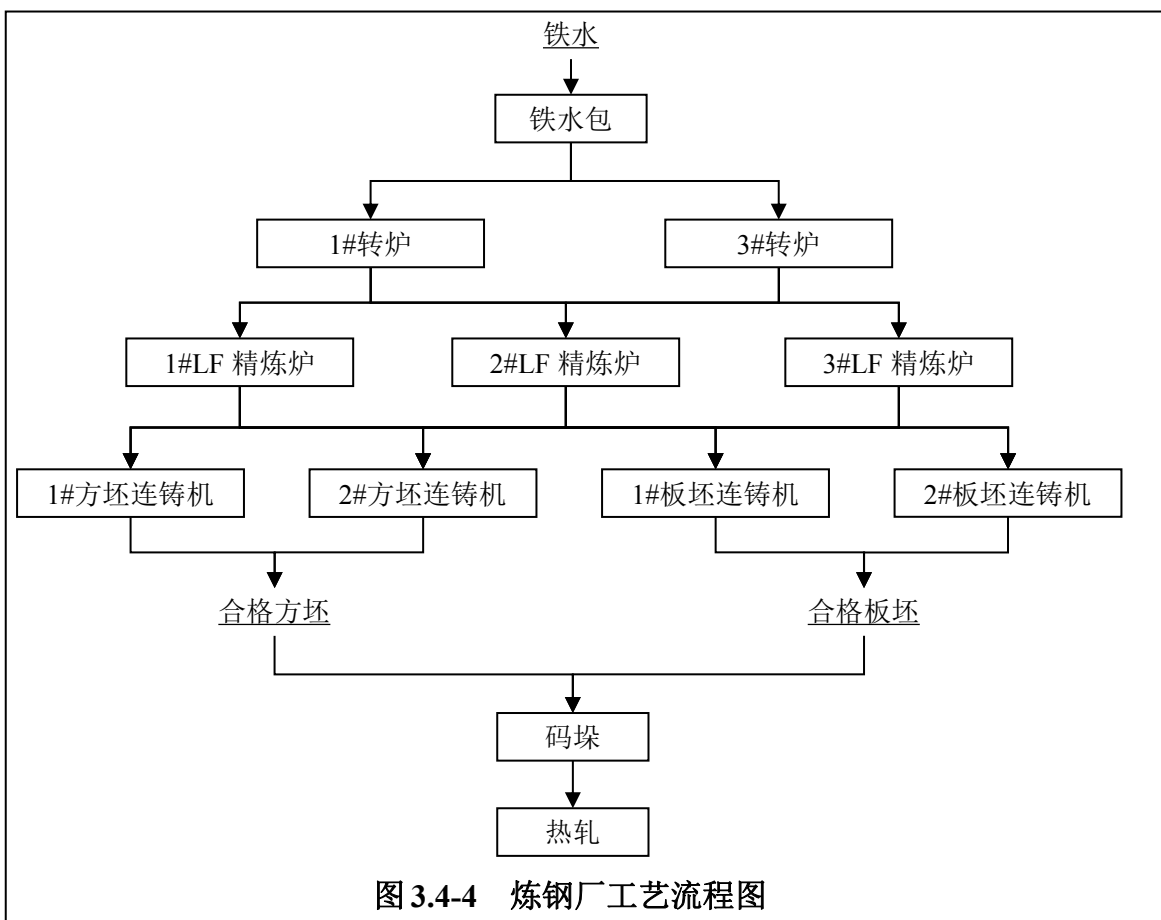 铁水
铁水包
1#转炉 3#转炉
1#LF 精炼炉 2#LF 精炼炉 3#LF 精炼炉
1#方坯连铸机 2#方坯连铸机 1#板坯连铸机 2#板坯连铸机
合格方坯 合格板坯
码垛
热轧
图 3.4-4 炼钢厂工艺流程图